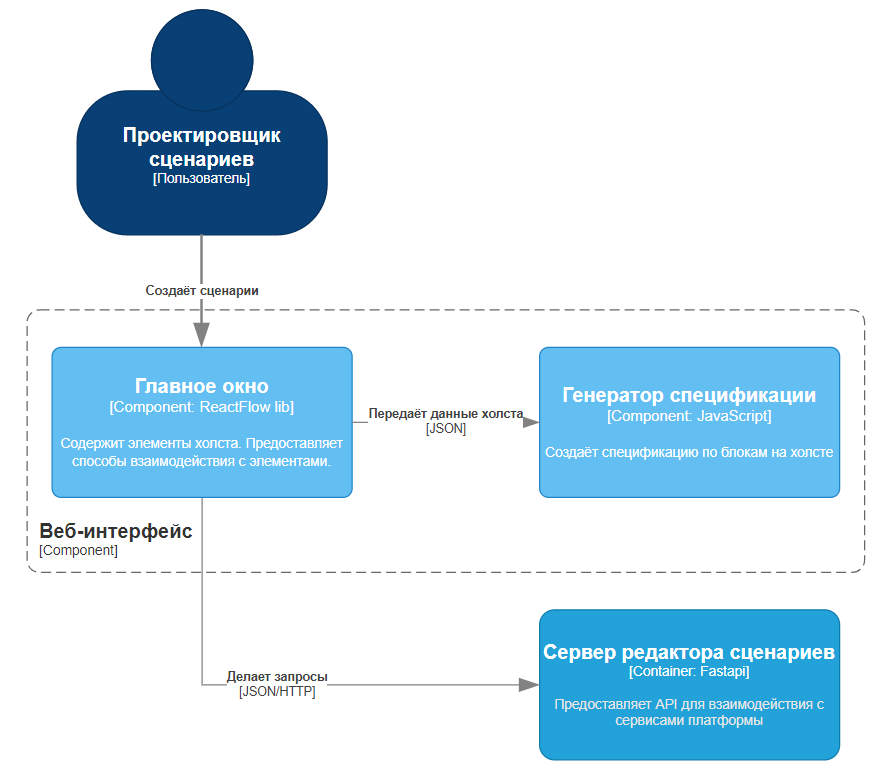 Проектировщик
сценариев
[Пользователь]
Создаёт сценарии
Главное окно
[Component: ReactFlow lib]
Содержит элементы холста. Предоставляет
способы взаимодействия с элементами.
Передаёт данные холста
[JSON]
Генератор спецификации
[Component: JavaScript]
Создаёт спецификацию по блокам на холсте
Веб-интерфейс
[Component]
Делает запросы
[JSON/HTTP]
Сервер редактора сценариев
[Container: Fastapi]
Предоставляет API для взаимодействия с
сервисами платформы